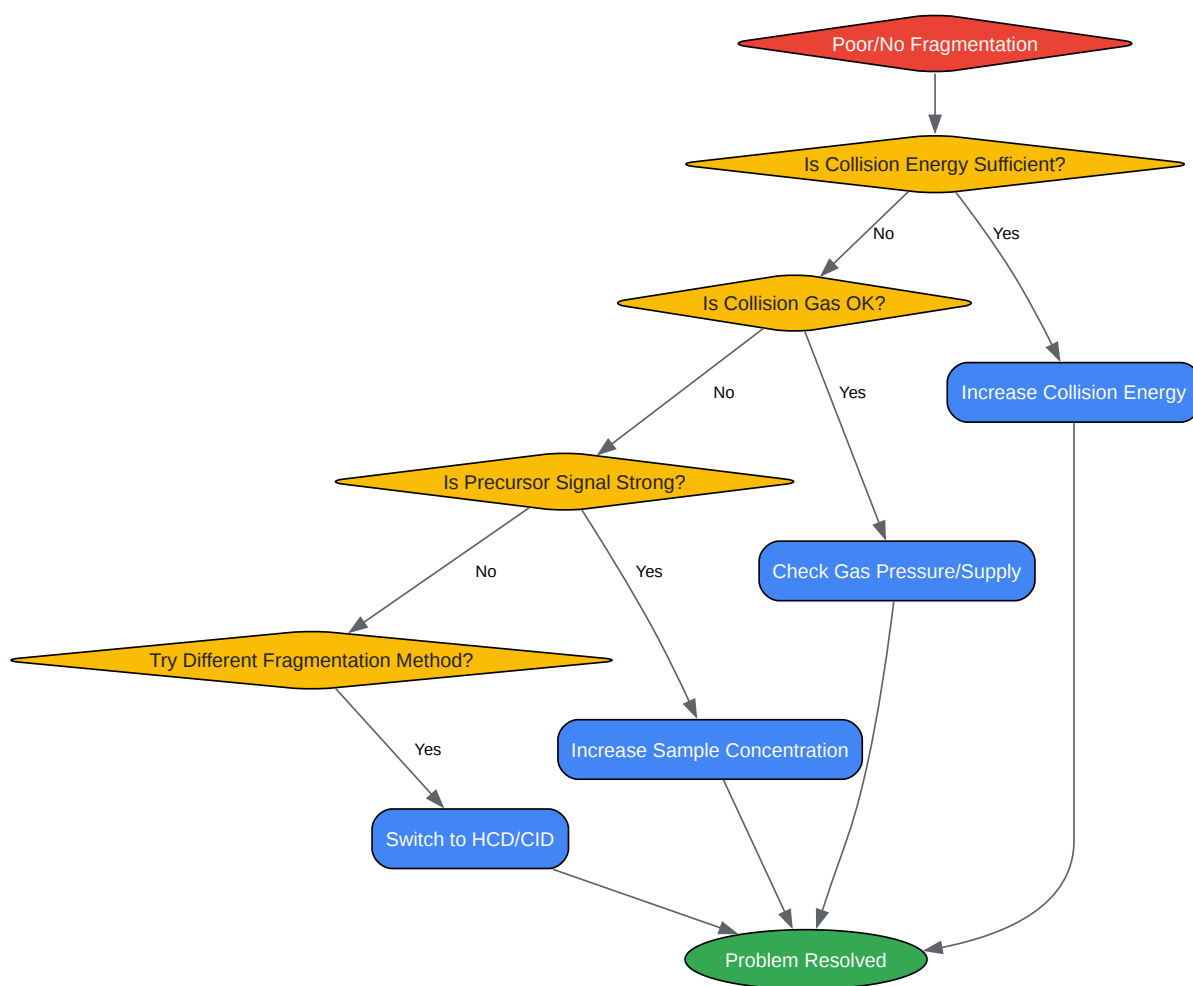 Poor/No Fragmentation
Is Collision Energy Sufficient?
No
Yes
Is Collision Gas OK?
Increase Collision Energy
No
Yes
Is Precursor Signal Strong?
Check Gas Pressure/Supply
No
Yes
Try Different Fragmentation Method?
Increase Sample Concentration
Yes
Switch to HCD/CID
Problem Resolved